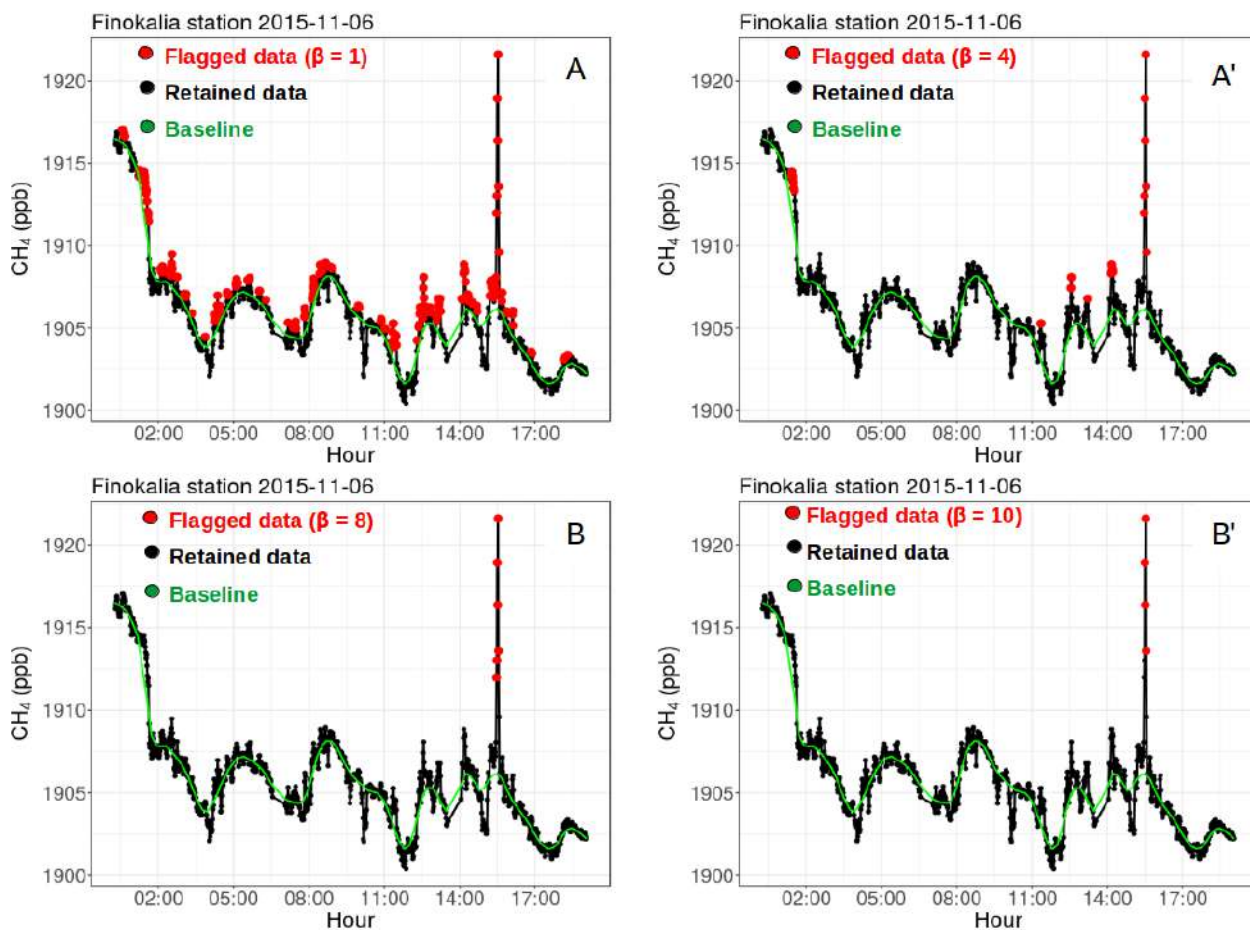 Finokalia station 2015-11-06
Flagged data (β = 1)
Retained data
Baseline
A
1920
1915
1910
1905
1900
CH₄ (ppb)
02:00 05:00 08:00 11:00 14:00 17:00
Hour
Finokalia station 2015-11-06
Flagged data (β = 4)
Retained data
Baseline
A'
1920
1915
1910
1905
1900
CH₄ (ppb)
02:00 05:00 08:00 11:00 14:00 17:00
Hour
Finokalia station 2015-11-06
Flagged data (β = 8)
Retained data
Baseline
B
1920
1915
1910
1905
1900
CH₄ (ppb)
02:00 05:00 08:00 11:00 14:00 17:00
Hour
Finokalia station 2015-11-06
Flagged data (β = 10)
Retained data
Baseline
B'
1920
1915
1910
1905
1900
CH₄ (ppb)
02:00 05:00 08:00 11:00 14:00 17:00
Hour